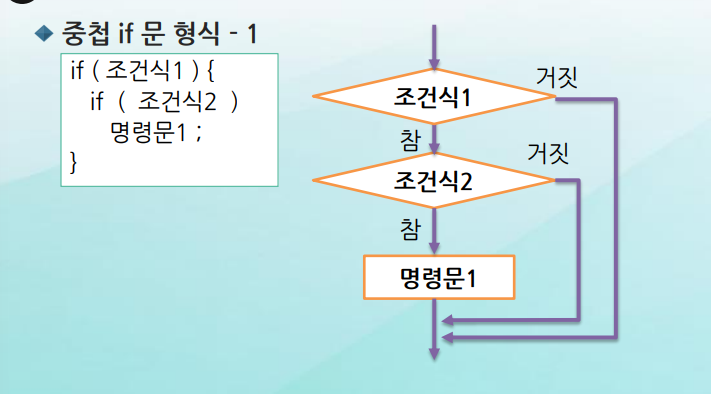 중첩 if 문 형식 - 1
if ( 조건식1 ) {
if ( 조건식2 )
명령문1 ;
}
거짓
조건식1
참
거짓
조건식2
참
명령문1